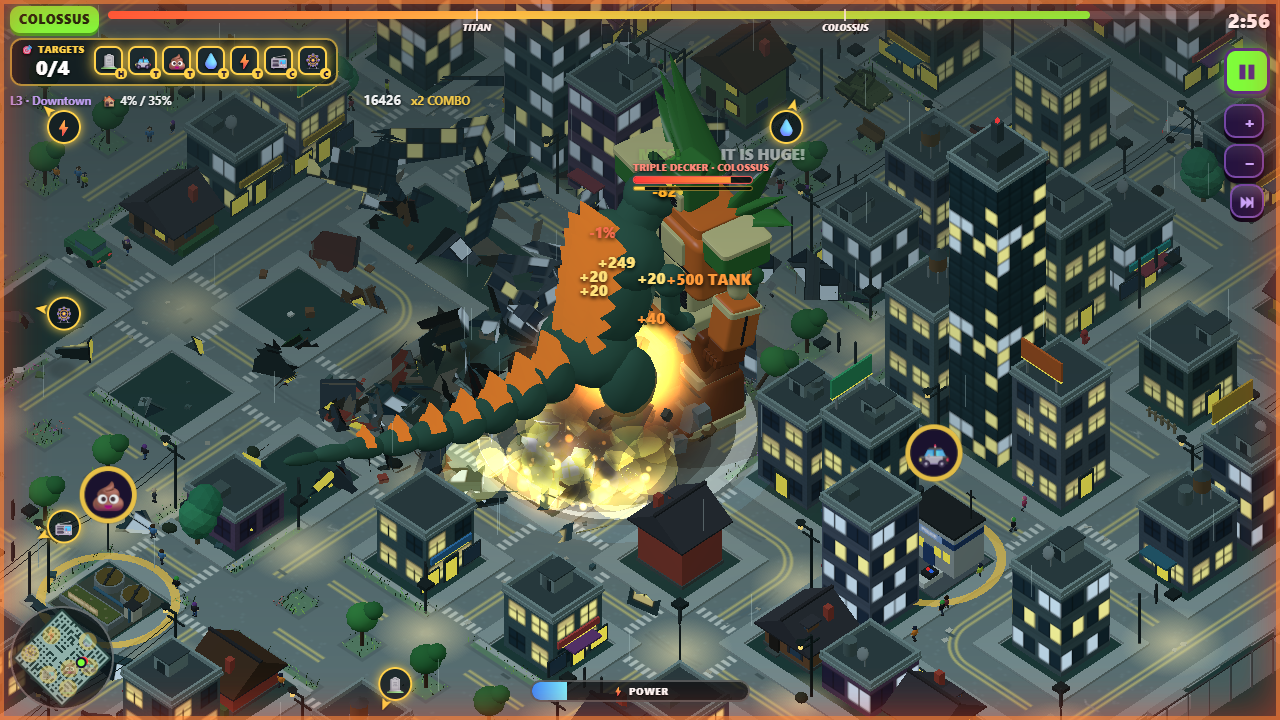 COLOSSUS
TITAN
COLOSSUS
2:56
TARGETS
0/4
H
T
T
T
T
C
C
L3 · Downtown
4% / 35%
16426
x2 COMBO
IT IS HUGE!
TRIPLE DECKER · COLOSSUS
-1%
+249
+20
+20
+20
+500 TANK
+40
POWER